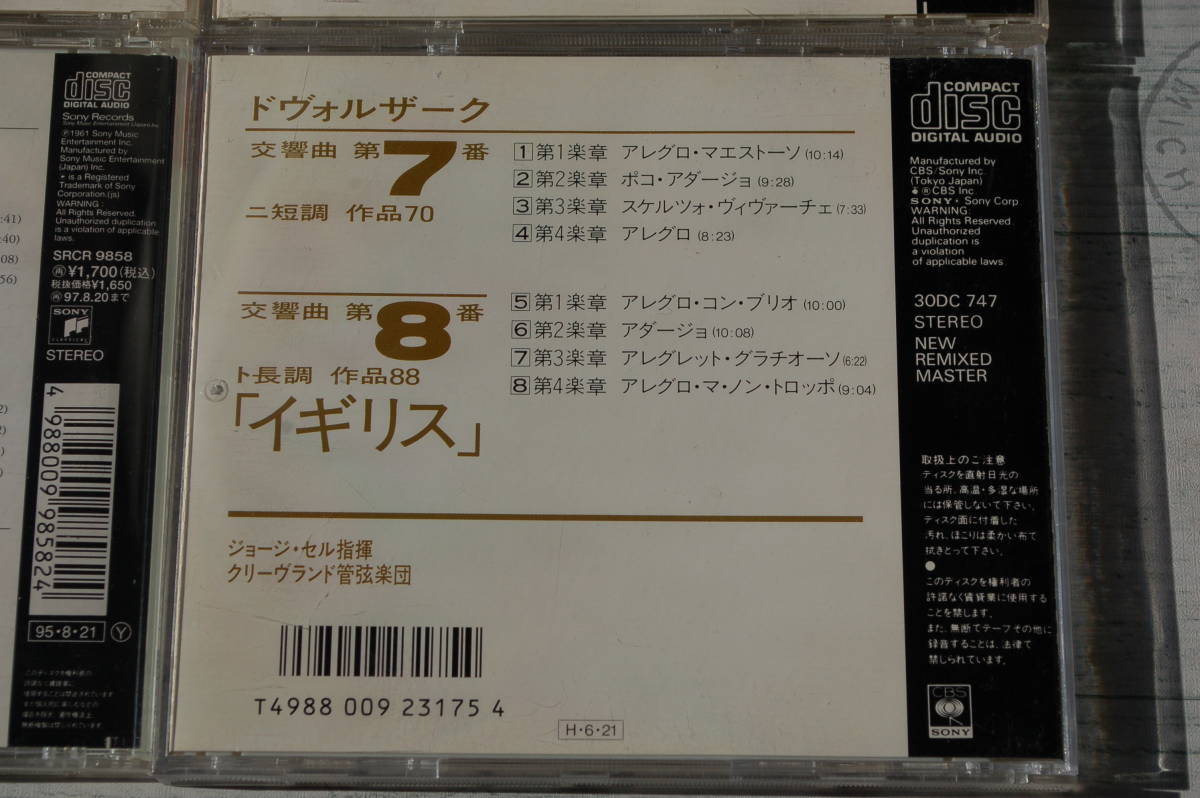 COMPACT
disc
DIGITAL AUDIO
Sony Records
Sony Music Entertainment (Japan) Inc.
℗1961 Sony Music
Entertainment Inc.
Manufactured by
Sony Music Entertainment
(Japan) Inc.
is a Registered
Trademark of Sony
Corporation.(js)
WARNING:
All Rights Reserved.
Unauthorized duplication
is a violation of applicable
laws.
SRCR 9858
㊢¥1,700(税込)
税抜価格¥1,650
97.8.20まで
SONY
CLASSICAL
STEREO
4 988009 985824
95・8・21 Ⓨ
:41)
:40)
08)
56)
ドヴォルザーク
交響曲 第7番
ニ短調 作品70
1 第1楽章 アレグロ・マエストーソ(10:14)
2 第2楽章 ポコ・アダージョ(9:28)
3 第3楽章 スケルツォ・ヴィヴァーチェ(7:33)
4 第4楽章 アレグロ(8:23)
交響曲 第8番
ト長調 作品88
「イギリス」
5 第1楽章 アレグロ・コン・ブリオ(10:00)
6 第2楽章 アダージョ(10:08)
7 第3楽章 アレグレット・グラチオーソ(6:22)
8 第4楽章 アレグロ・マ・ノン・トロッポ(9:04)
ジョージ・セル指揮
クリーヴランド管弦楽団
T4988 009 23175 4
H・6・21
COMPACT
disc
DIGITAL AUDIO
Manufactured by
CBS/Sony Inc.
(Tokyo Japan)
Ⓡ CBS Inc.
SONY・Sony Corp.
WARNING:
All Rights Reserved.
Unauthorized
duplication is
a violation
of applicable laws.
30DC 747
STEREO
NEW
REMIXED
MASTER
取扱上のご注意
ディスクを直射日光の
当る所、高温・多湿な場所
には保管しないで下さい。
ディスク面に付着した
汚れ、ほこりは柔かい布で
拭きとって下さい。
●
このディスクを権利者の
許諾なく賃貸業に使用する
ことを禁じます。
また、無断でテープその他に
録音することは、法律で
禁じられています。
CBS
SONY